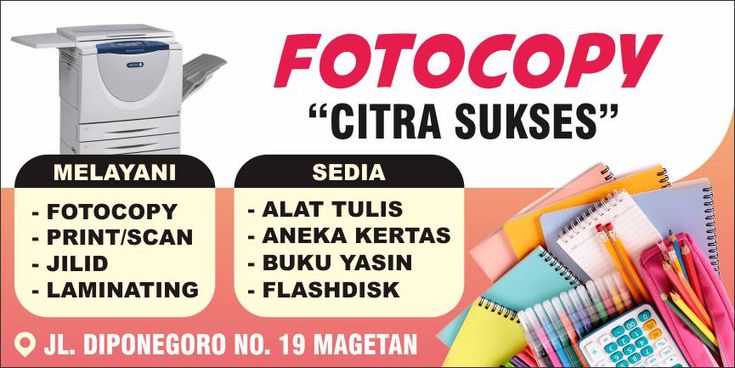 FOTOCOPY
“CITRA SUKSES”
MELAYANI
- FOTOCOPY
- PRINT/SCAN
- JILID
- LAMINATING
SEDIA
- ALAT TULIS
- ANEKA KERTAS
- BUKU YASIN
- FLASHDISK
JL. DIPONEGORO NO. 19 MAGETAN